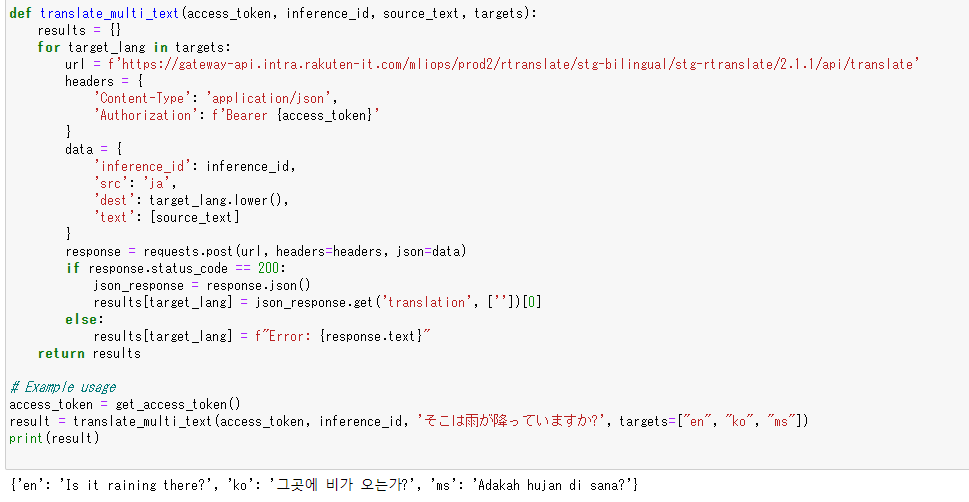 def translate_multi_text(access_token, inference_id, source_text, targets):
    results = {}
    for target_lang in targets:
        url = f'https://gateway-api.intra.rakuten-it.com/mliops/prod2/rtranslate/stg-bilingual/stg-rtranslate/2.1.1/api/translate'
        headers = {
            'Content-Type': 'application/json',
            'Authorization': f'Bearer {access_token}'
        }
        data = {
            'inference_id': inference_id,
            'src': 'ja',
            'dest': target_lang.lower(),
            'text': [source_text]
        }
        response = requests.post(url, headers=headers, json=data)
        if response.status_code == 200:
            json_response = response.json()
            results[target_lang] = json_response.get('translation', [''])[0]
        else:
            results[target_lang] = f"Error: {response.text}"
    return results
# Example usage
access_token = get_access_token()
result = translate_multi_text(access_token, inference_id, 'そこは雨が降っていますか?', targets=["en", "ko", "ms"])
print(result)
{'en': 'Is it raining there?', 'ko': '그곳에 비가 오는가?', 'ms': 'Adakah hujan di sana?'}